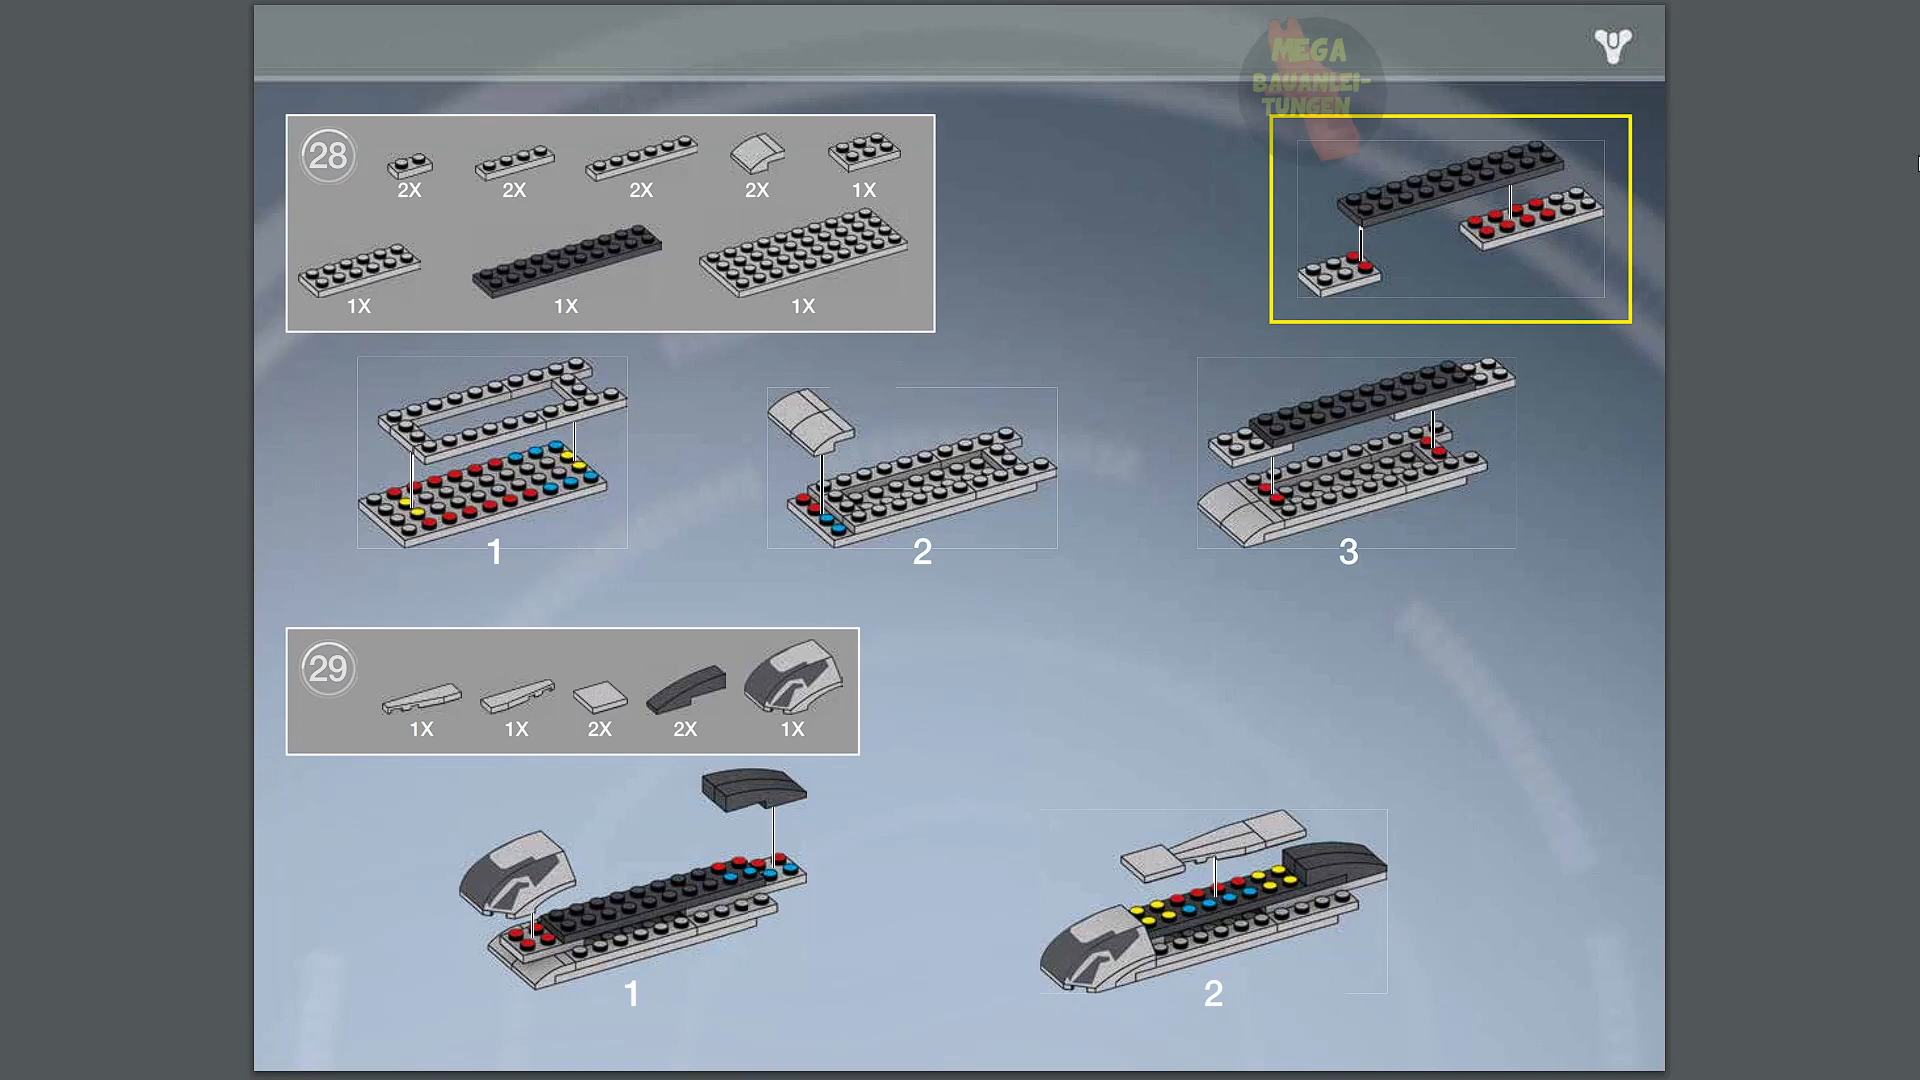 MEGA
BAUANLEI-
TUNGEN
28
2X 2X 2X 2X 1X
1X 1X 1X
1 2 3
29
1X 1X 2X 2X 1X
1 2